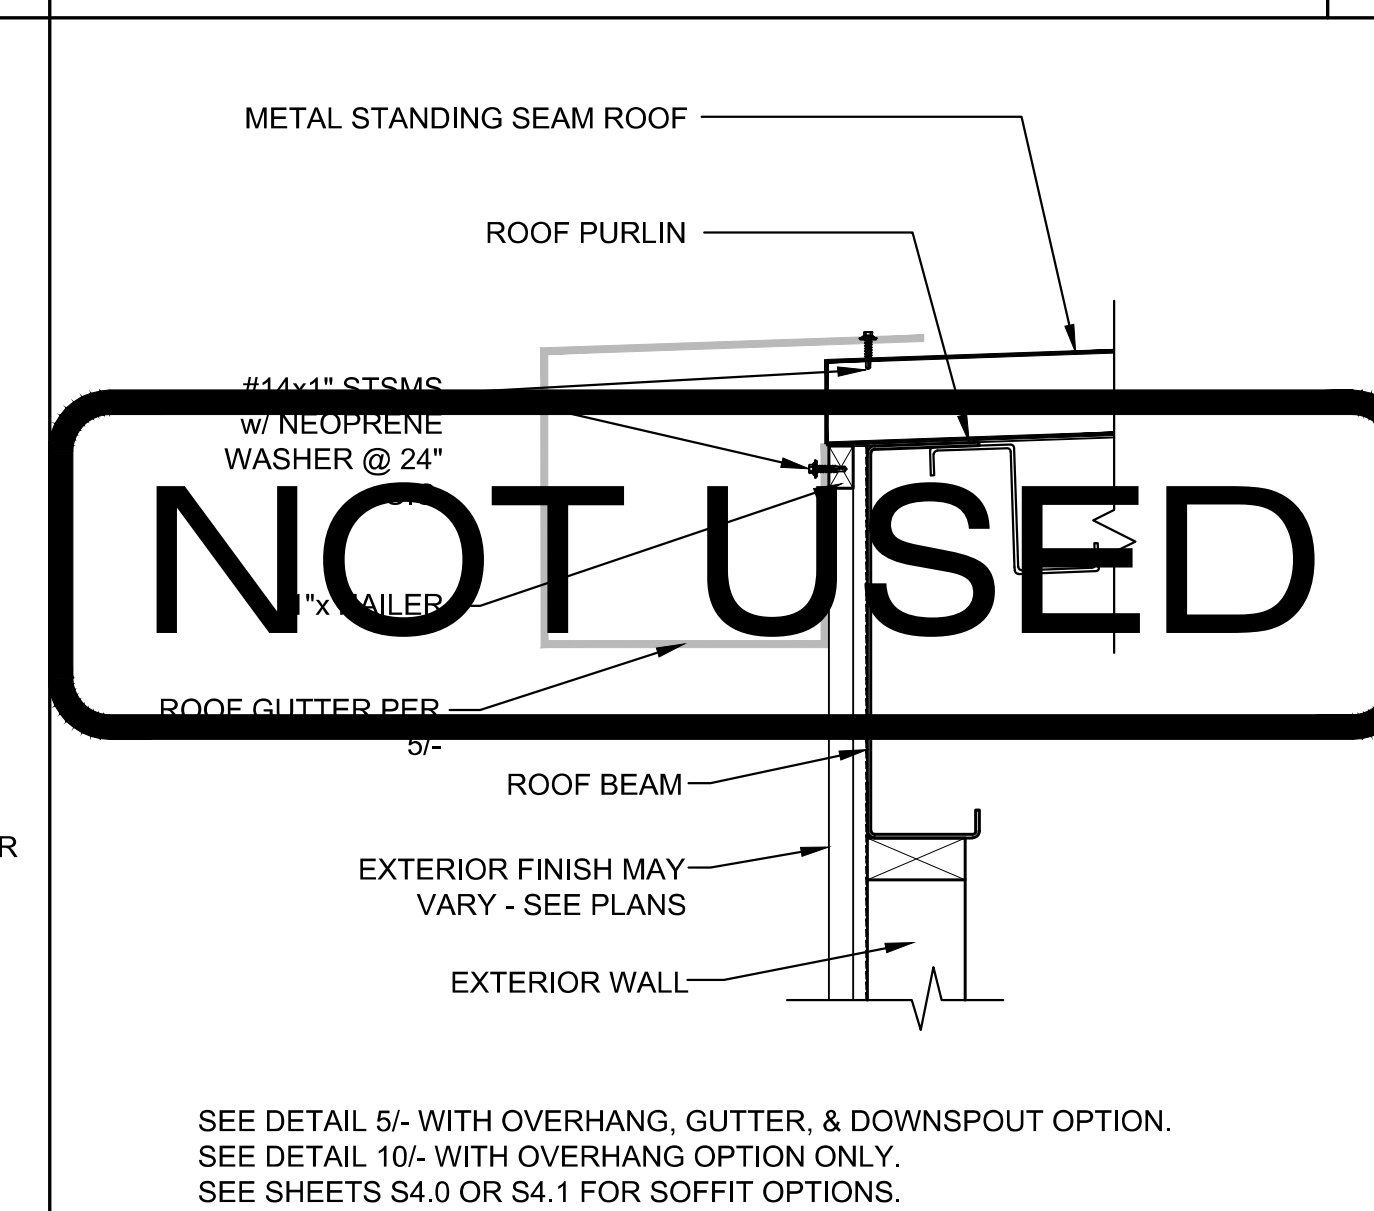 METAL STANDING SEAM ROOF
ROOF PURLIN
#14x1" STSMS
w/ NEOPRENE
WASHER @ 24"
NOT USED
ROOF GUTTER PER
5/-
ROOF BEAM
R
EXTERIOR FINISH MAY
VARY - SEE PLANS
EXTERIOR WALL
SEE DETAIL 5/- WITH OVERHANG, GUTTER, & DOWNSPOUT OPTION.
SEE DETAIL 10/- WITH OVERHANG OPTION ONLY.
SEE SHEETS S4.0 OR S4.1 FOR SOFFIT OPTIONS.